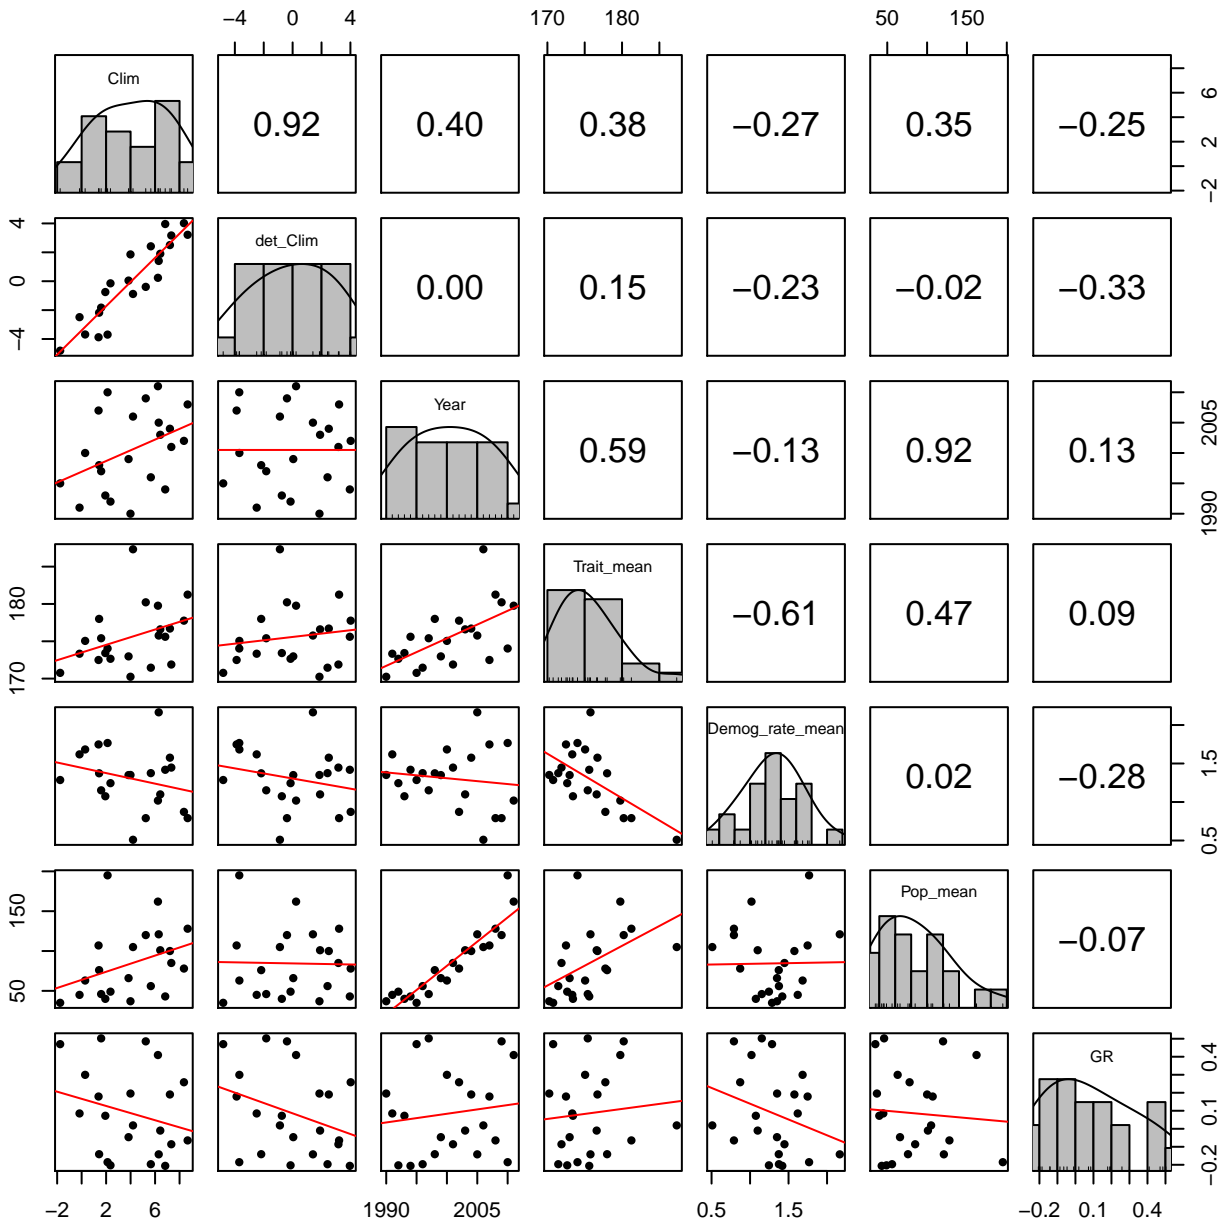 −4 0 4 170 180 50 150
Clim 0.92 0.40 0.38 −0.27 0.35 −0.25 −2 2 6
−4 0 4 det_Clim 0.00 0.15 −0.23 −0.02 −0.33
Year 0.59 −0.13 0.92 0.13 1990 2005
170 180 Trait_mean −0.61 0.47 0.09
Demog_rate_mean 0.02 −0.28 0.5 1.5
50 150 Pop_mean −0.07
GR −0.2 0.1 0.4
−2 2 6 1990 2005 0.5 1.5 −0.2 0.1 0.4